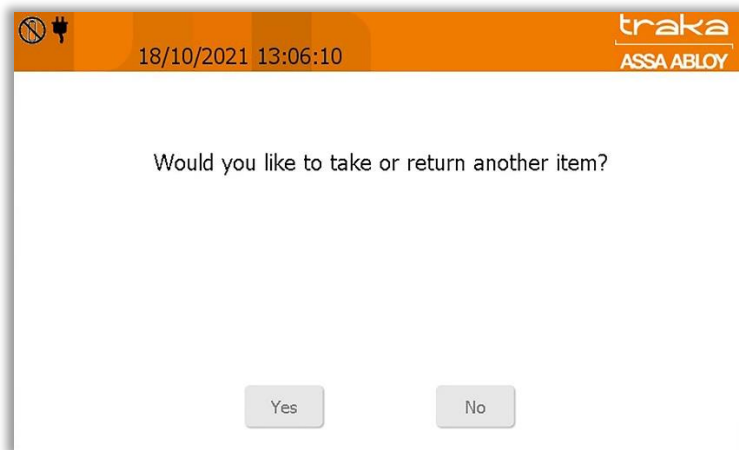 traka
18/10/2021 13:06:10
ASSA ABLOY
Would you like to take or return another item?
Yes
No